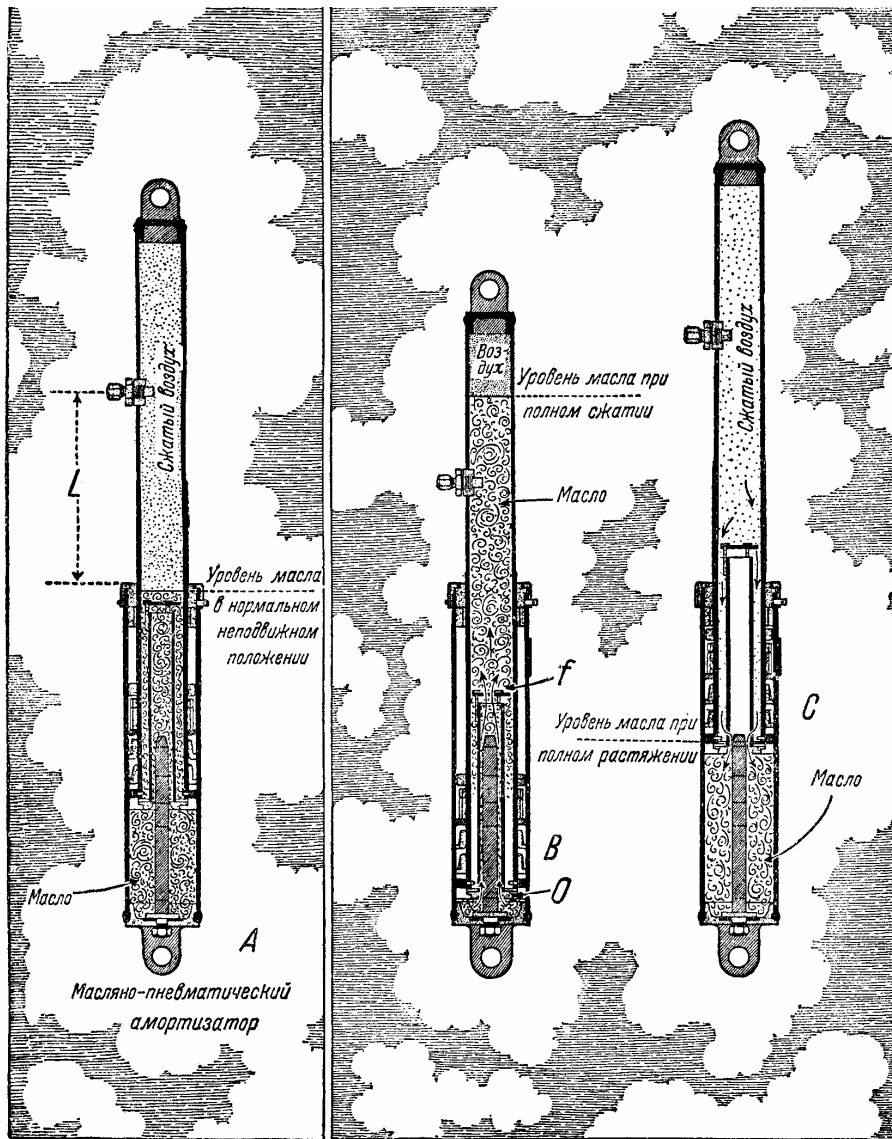 Сжатый воздух
L
Уровень масла
в нормальном
неподвижном
положении
Масло
A
Масляно-пневматический
амортизатор
Воз-
дух
Уровень масла при
полном сжатии
Масло
f
B
O
Сжатый воздух
C
Уровень масла при
полном растяжении
Масло